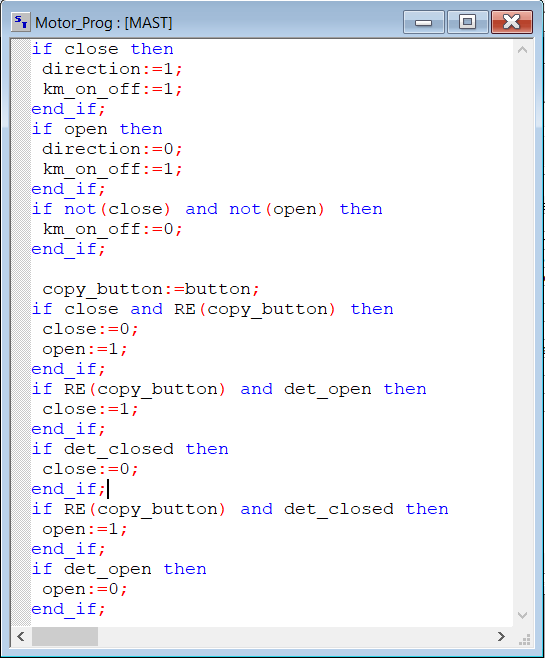 ST Motor_Prog : [MAST]
if close then
 direction:=1;
 km_on_off:=1;
end_if;
if open then
 direction:=0;
 km_on_off:=1;
end_if;
if not(close) and not(open) then
 km_on_off:=0;
end_if;

 copy_button:=button;
if close and RE(copy_button) then
 close:=0;
 open:=1;
end_if;
if RE(copy_button) and det_open then
 close:=1;
end_if;
if det_closed then
 close:=0;
end_if;
if RE(copy_button) and det_closed then
 open:=1;
end_if;
if det_open then
 open:=0;
end_if;